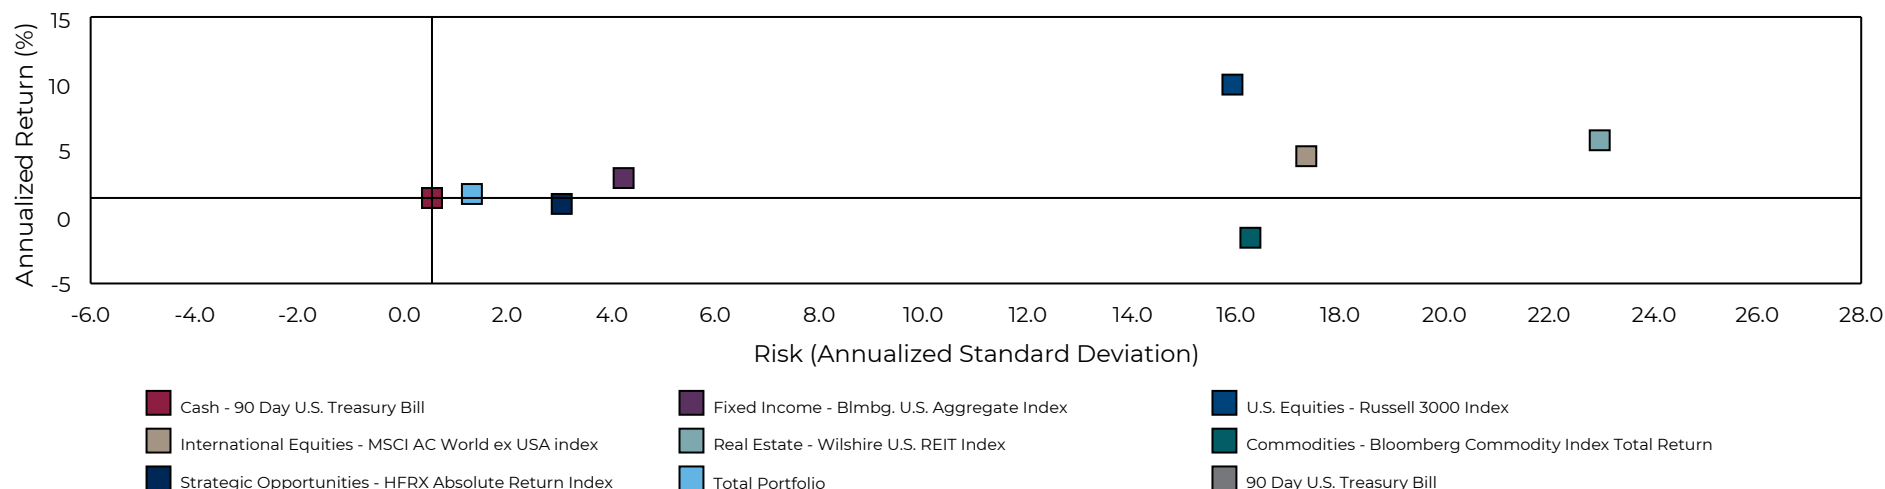 15
10
5
0
-5
Annualized Return (%)
-6.0 -4.0 -2.0 0.0 2.0 4.0 6.0 8.0 10.0 12.0 14.0 16.0 18.0 20.0 22.0 24.0 26.0 28.0
Risk (Annualized Standard Deviation)
Cash - 90 Day U.S. Treasury Bill Fixed Income - Blmbg. U.S. Aggregate Index U.S. Equities - Russell 3000 Index
International Equities - MSCI AC World ex USA index Real Estate - Wilshire U.S. REIT Index Commodities - Bloomberg Commodity Index Total Return
Strategic Opportunities - HFRX Absolute Return Index Total Portfolio 90 Day U.S. Treasury Bill